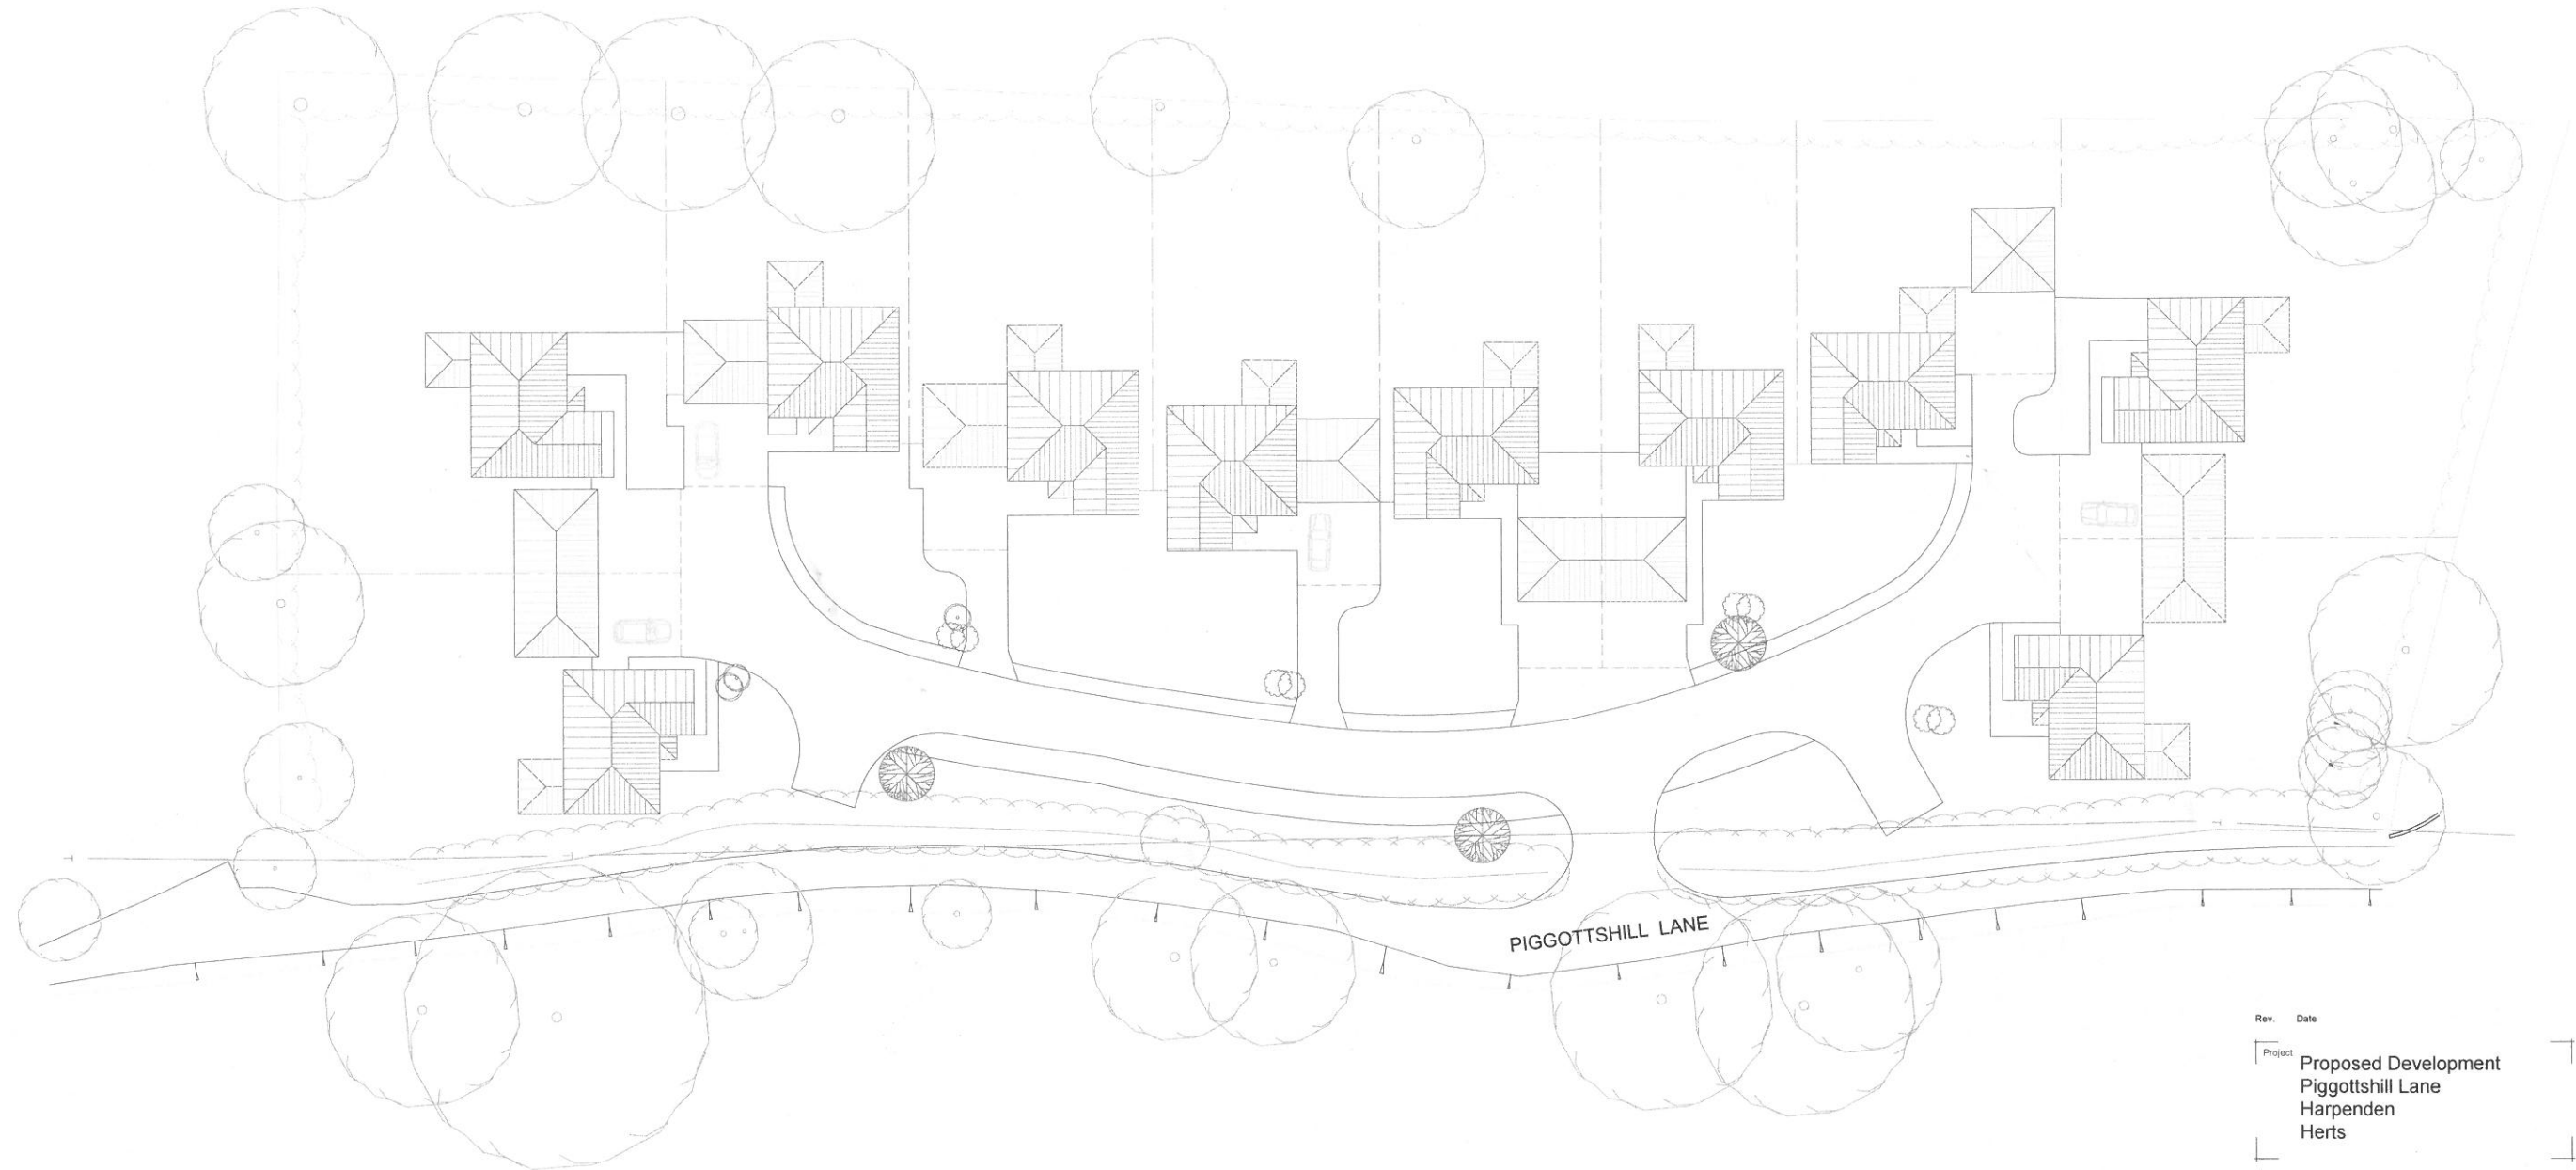 PIGGOTTSHILL LANE
Rev. Date
Project
Proposed Development
Piggottshill Lane
Harpenden
Herts